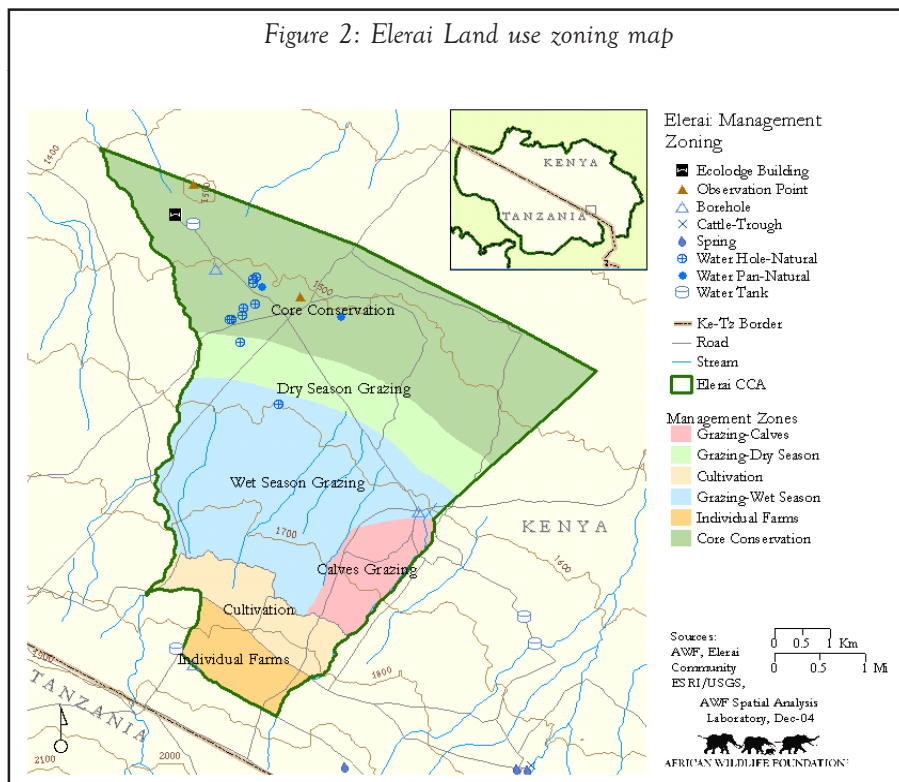 Figure 2: Elerai Land use zoning map
Elerai: Management
Zoning
Ecolodge Building
Observation Point
Borehole
Cattle-Trough
Spring
Water Hole-Natural
Water Pan-Natural
Water Tank
Ke-Tz Border
Road
Stream
Elerai CCA
Management Zones
Grazing-Calves
Grazing-Dry Season
Cultivation
Grazing-Wet Season
Individual Farms
Core Conservation
KENYA
TANZANIA
1400
1500
1500
Core Conservation
Dry Season Grazing
Wet Season Grazing
1700
KENYA
Calves Grazing
1600
Cultivation
Individual Farms
1800
1500
TANZANIA
2000
2100
Sources:
AWF, Elerai
Community
ESRI/USGS,
AWF Spatial Analysis
Laboratory, Dec-04
0 0.5 1 Km
0 0.5 1 Mi
AFRICAN WILDLIFE FOUNDATION